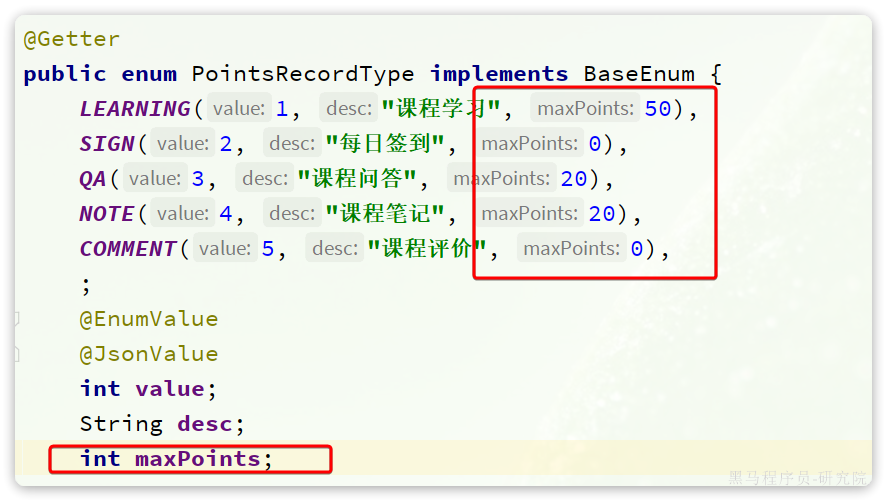 @Getter
public enum PointsRecordType implements BaseEnum {
LEARNING( value: 1, desc: "课程学习", maxPoints: 50),
SIGN( value: 2, desc: "每日签到", maxPoints: 0),
QA( value: 3, desc: "课程问答", maxPoints: 20),
NOTE( value: 4, desc: "课程笔记", maxPoints: 20),
COMMENT( value: 5, desc: "课程评价", maxPoints: 0),
;
@EnumValue
@JsonValue
int value;
String desc;
int maxPoints;
黑马程序员-研究院